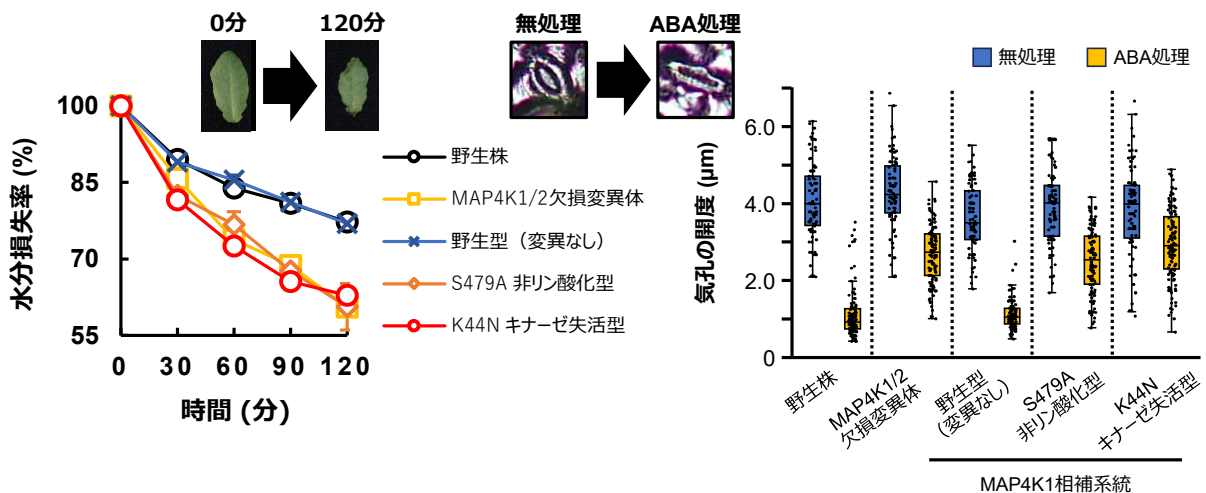 0分
120分
無処理
ABA処理
水分損失率 (%)
100
85
70
55
0
30
60
90
120
時間 (分)
野生株
MAP4K1/2欠損変異体
野生型（変異なし）
S479A 非リン酸化型
K44N キナーゼ失活型
無処理
ABA処理
気孔の開度 (μm)
6.0
4.0
2.0
0
野生株
MAP4K1/2
欠損変異体
野生型
（変異なし）
S479A
非リン酸化型
K44N
キナーゼ失活型
MAP4K1相補系統